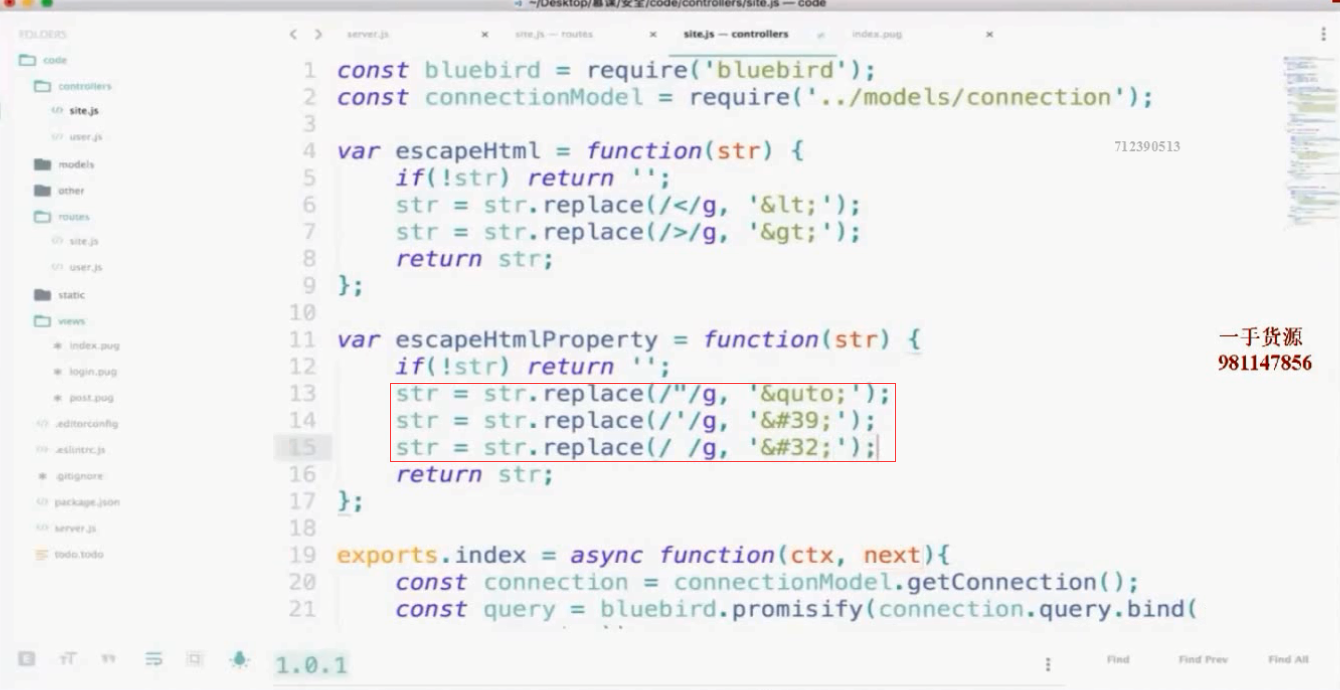 ~/Desktop/慕课/安全/code/controllers/site.js — code
FOLDERS
code
controllers
site.js
user.js
models
other
routes
site.js
user.js
static
views
index.pug
login.pug
post.pug
.editorconfig
.eslintrc.js
.gitignore
package.json
server.js
todo.todo
server.js
site.js — routes
site.js — controllers
index.pug
1 const bluebird = require('bluebird');
2 const connectionModel = require('../models/connection');
3
4 var escapeHtml = function(str) {
5 if(!str) return '';
6 str = str.replace(/</g, '&lt;');
7 str = str.replace(/>/g, '&gt;');
8 return str;
9 };
10
11 var escapeHtmlProperty = function(str) {
12 if(!str) return '';
13 str = str.replace(/"/g, '&quto;');
14 str = str.replace(/'/g, '&#39;');
15 str = str.replace(/ /g, '&#32;');
16 return str;
17 };
18
19 exports.index = async function(ctx, next){
20 const connection = connectionModel.getConnection();
21 const query = bluebird.promisify(connection.query.bind(
712390513
一手货源
981147856
1.0.1
Find
Find Prev
Find All